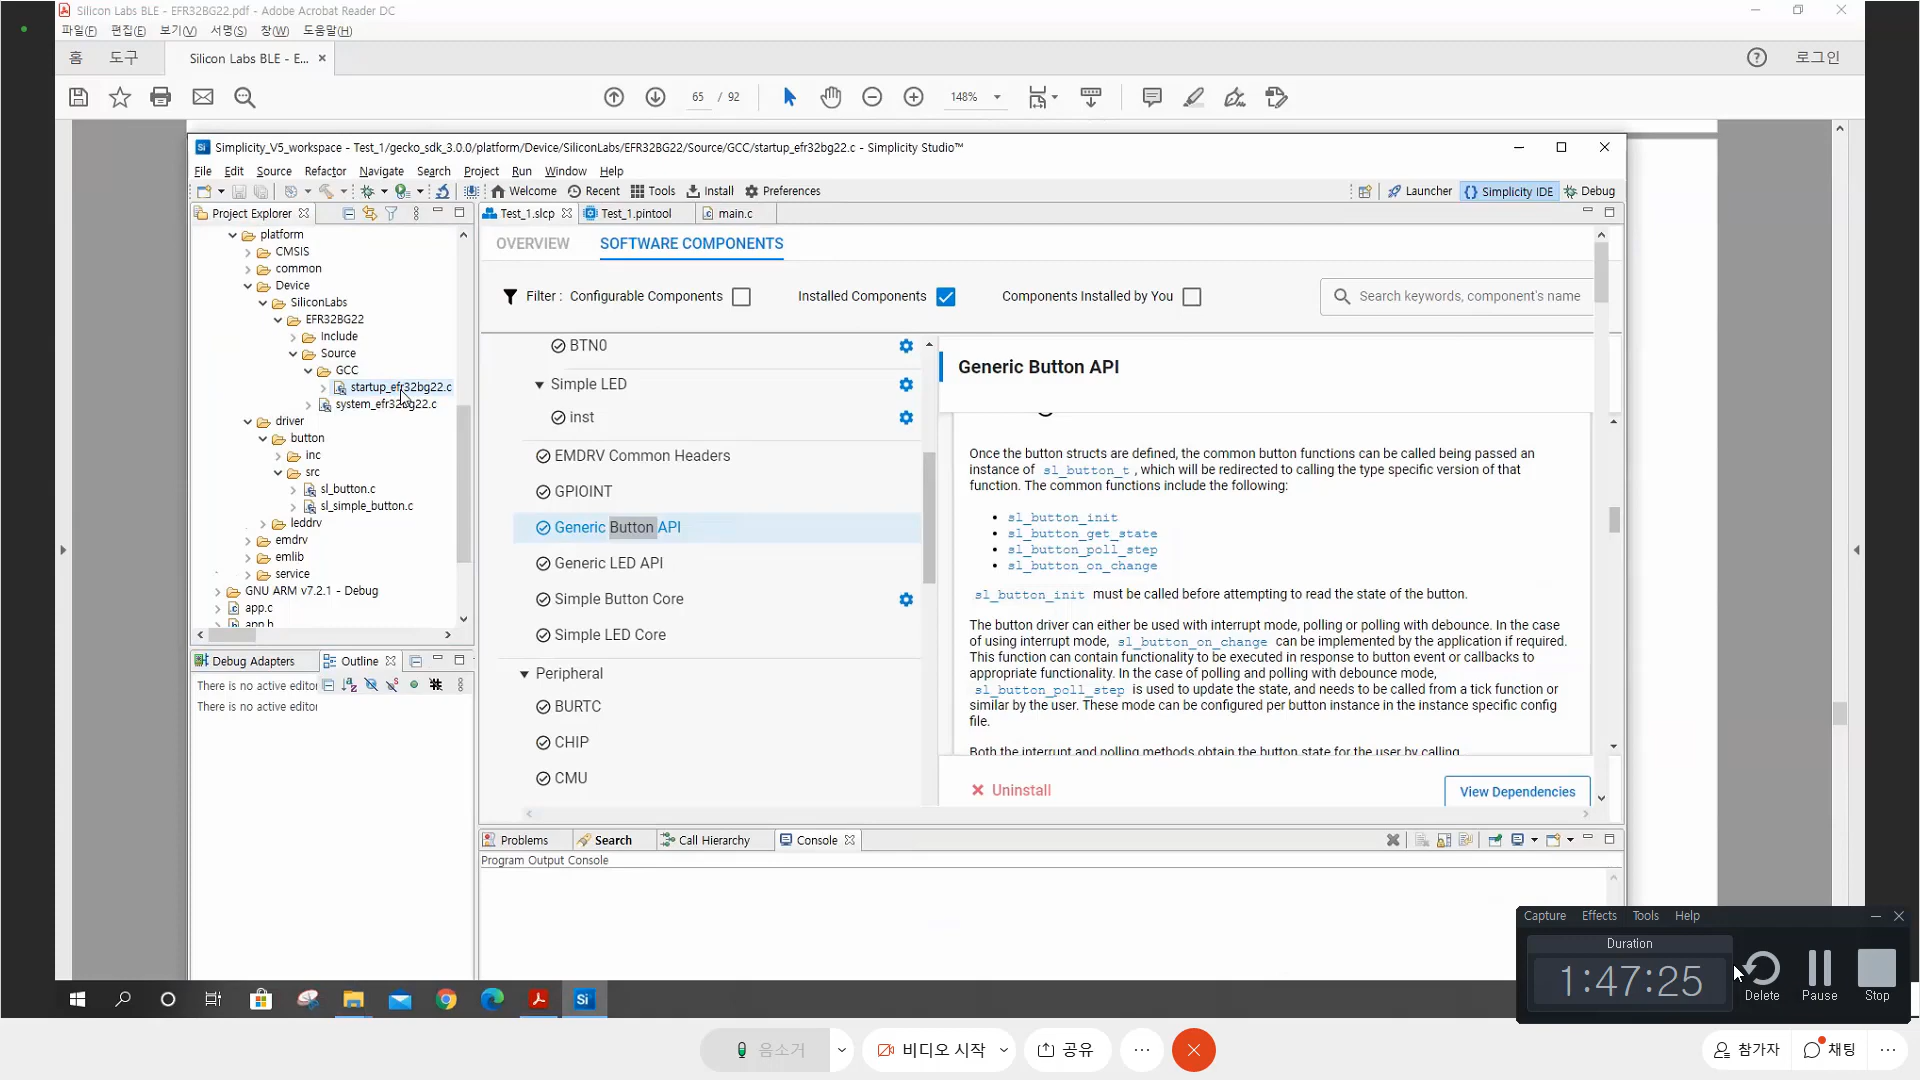 Silicon Labs BLE - EFR32BG22.pdf - Adobe Acrobat Reader DC
파일(F) 편집(E) 보기(V) 서명(S) 창(W) 도움말(H)
홈 도구 Silicon Labs BLE - E... × 로그인
65 / 92 148%
Simplicity_V5_workspace - Test_1/gecko_sdk_3.0.0/platform/Device/SiliconLabs/EFR32BG22/Source/GCC/startup_efr32bg22.c - Simplicity Studio™
File Edit Source Refactor Navigate Search Project Run Window Help
Welcome Recent Tools Install Preferences Launcher Simplicity IDE Debug
Project Explorer Test_1.slcp Test_1.pintool main.c
platform
CMSIS
common
Device
SiliconLabs
EFR32BG22
Include
Source
GCC
startup_efr32bg22.c
system_efr32bg22.c
driver
button
inc
src
sl_button.c
sl_simple_button.c
leddrv
emdrv
emlib
service
GNU ARM v7.2.1 - Debug
app.c
app.h
Debug Adapters Outline
There is no active editor
There is no active editor
OVERVIEW SOFTWARE COMPONENTS
Filter : Configurable Components Installed Components Components Installed by You Search keywords, component's name
BTN0
Simple LED
inst
EMDRV Common Headers
GPIOINT
Generic Button API
Generic LED API
Simple Button Core
Simple LED Core
Peripheral
BURTC
CHIP
CMU
Generic Button API
Once the button structs are defined, the common button functions can be called being passed an
instance of sl_button_t , which will be redirected to calling the type specific version of that
function. The common functions include the following:
• sl_button_init
• sl_button_get_state
• sl_button_poll_step
• sl_button_on_change
sl_button_init must be called before attempting to read the state of the button.
The button driver can either be used with interrupt mode, polling or polling with debounce. In the case
of using interrupt mode, sl_button_on_change can be implemented by the application if required.
This function can contain functionality to be executed in response to button event or callbacks to
appropriate functionality. In the case of polling and polling with debounce mode,
sl_button_poll_step is used to update the state, and needs to be called from a tick function or
similar by the user. These mode can be configured per button instance in the instance specific config
file.
Both the interrupt and polling methods obtain the button state for the user by calling
Uninstall View Dependencies
Problems Search Call Hierarchy Console
Program Output Console
Capture Effects Tools Help
Duration
1:47:25
Delete Pause Stop
음소거 비디오 시작 공유 참가자 채팅